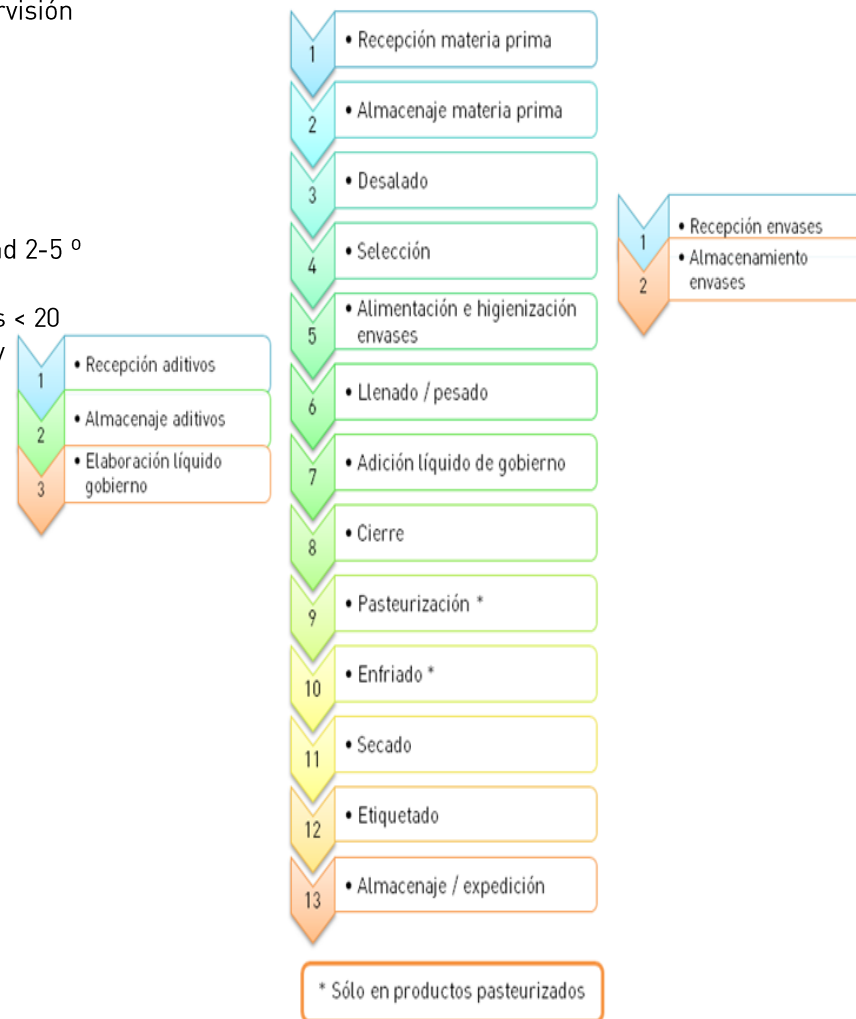 rvisión
1
• Recepción materia prima
2
• Almacenaje materia prima
3
• Desalado
4
• Selección
5
• Alimentación e higienización
envases
6
• Llenado / pesado
7
• Adición líquido de gobierno
8
• Cierre
9
• Pasteurización *
10
• Enfriado *
11
• Secado
12
• Etiquetado
13
• Almacenaje / expedición
* Sólo en productos pasteurizados
1
• Recepción envases
2
• Almacenamiento
envases
d 2-5 º
s < 20
1
• Recepción aditivos
2
• Almacenaje aditivos
3
• Elaboración líquido
gobierno